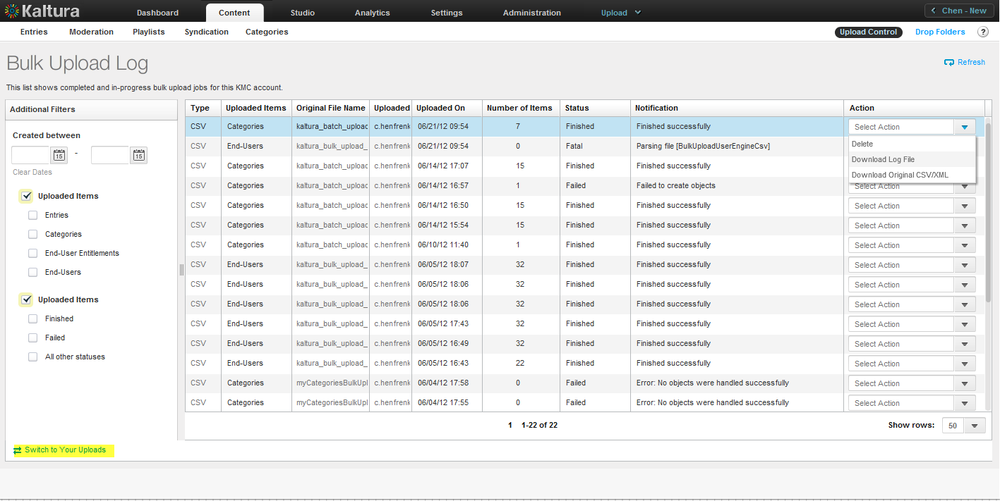 Kaltura Dashboard Content Studio Analytics Settings Administration Upload Chen - New
Entries Moderation Playlists Syndication Categories Upload Control Drop Folders ?
Bulk Upload Log
Refresh
This list shows completed and in-progress bulk upload jobs for this KMC account.
Additional Filters
Created between
15 - 15
Clear Dates
Uploaded Items
Entries
Categories
End-User Entitlements
End-Users
Uploaded Items
Finished
Failed
All other statuses
Switch to Your Uploads
Type Uploaded Items Original File Name Uploaded Uploaded On Number of Items Status Notification Action
CSV Categories kaltura_batch_upload c.henfrenk 06/21/12 09:54 7 Finished Finished successfully Select Action
CSV End-Users kaltura_bulk_upload_ c.henfrenk 06/21/12 09:54 0 Fatal Parsing file [BulkUploadUserEngineCsv] Delete
Download Log File
CSV Categories kaltura_batch_upload c.henfrenk 06/14/12 17:07 15 Finished Finished successfully
Download Original CSV/XML
CSV Categories kaltura_batch_upload c.henfrenk 06/14/12 16:57 1 Failed Failed to create objects Select Action
CSV Categories kaltura_batch_upload c.henfrenk 06/14/12 16:50 15 Finished Finished successfully Select Action
CSV Categories kaltura_batch_upload c.henfrenk 06/14/12 15:54 15 Finished Finished successfully Select Action
CSV Categories kaltura_batch_upload c.henfrenk 06/10/12 11:40 1 Finished Finished successfully Select Action
CSV End-Users kaltura_bulk_upload_ c.henfrenk 06/05/12 18:07 32 Finished Finished successfully Select Action
CSV End-Users kaltura_bulk_upload_ c.henfrenk 06/05/12 18:06 32 Finished Finished successfully Select Action
CSV End-Users kaltura_bulk_upload_ c.henfrenk 06/05/12 18:06 32 Finished Finished successfully Select Action
CSV End-Users kaltura_bulk_upload_ c.henfrenk 06/05/12 17:43 32 Finished Finished successfully Select Action
CSV End-Users kaltura_bulk_upload_ c.henfrenk 06/05/12 16:49 32 Finished Finished successfully Select Action
CSV End-Users kaltura_bulk_upload_ c.henfrenk 06/05/12 16:43 22 Finished Finished successfully Select Action
CSV Categories myCategoriesBulkUpl c.henfrenk 06/04/12 17:58 0 Failed Error: No objects were handled successfully Select Action
CSV Categories myCategoriesBulkUpl c.henfrenk 06/04/12 17:55 0 Failed Error: No objects were handled successfully Select Action
1 1-22 of 22 Show rows: 50